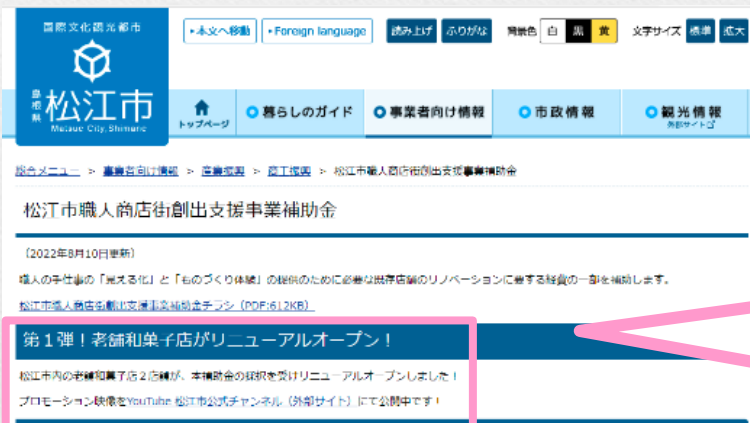 国際文化観光都市
島根県
松江市
Matsue City, Shimane
本文へ移動
Foreign language
読み上げ
ふりがな
背景色 白 黒 黄
文字サイズ 標準 拡大
トップページ
暮らしのガイド
事業者向け情報
市政情報
観光情報
外部サイト
総合メニュー > 事業者向け情報 > 産業振興 > 商工振興 > 松江市職人商店街創出支援事業補助金
松江市職人商店街創出支援事業補助金
(2022年8月10日更新)
職人の手仕事の「見える化」と「ものづくり体験」の提供のために必要な既存店舗のリノベーションに要する経費の一部を補助します。
松江市職人商店街創出支援事業補助金チラシ (PDF:612KB)
第1弾!老舗和菓子店がリニューアルオープン!
松江市内の老舗和菓子店2店舗が、本補助金の採択を受けリニューアルオープンしました!
プロモーション映像をYouTube 松江市公式チャンネル(外部サイト)にて公開中です!